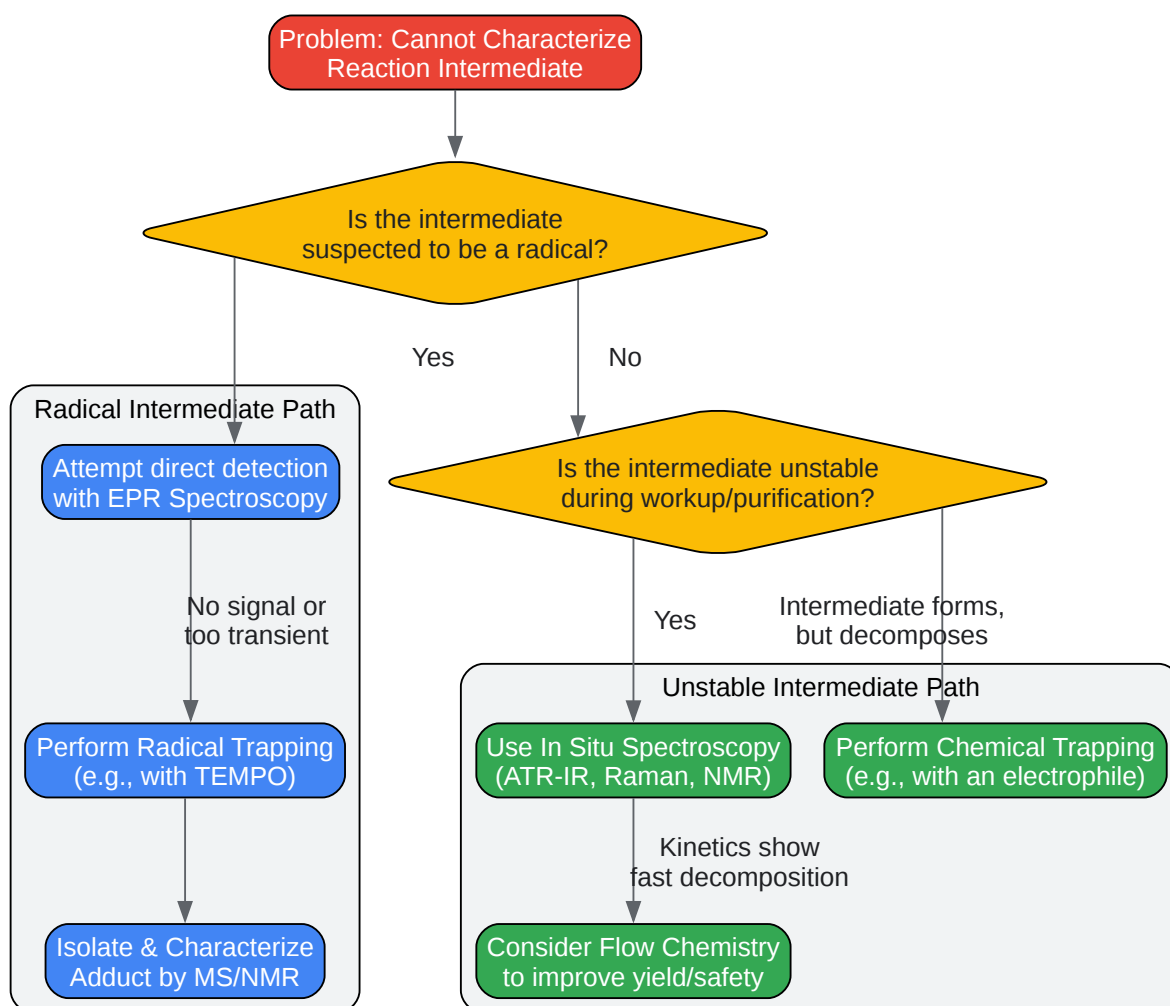 Problem: Cannot Characterize
Reaction Intermediate
Is the intermediate
suspected to be a radical?
Yes
No
Radical Intermediate Path
Attempt direct detection
with EPR Spectroscopy
Is the intermediate unstable
during workup/purification?
No signal or
too transient
Yes
Intermediate forms,
but decomposes
Unstable Intermediate Path
Perform Radical Trapping
(e.g., with TEMPO)
Use In Situ Spectroscopy
(ATR-IR, Raman, NMR)
Perform Chemical Trapping
(e.g., with an electrophile)
Kinetics show
fast decomposition
Isolate & Characterize
Adduct by MS/NMR
Consider Flow Chemistry
to improve yield/safety